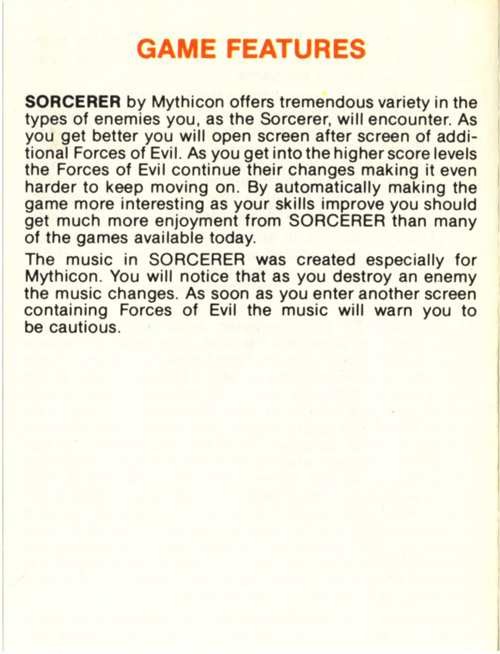 GAME FEATURES
SORCERER by Mythicon offers tremendous variety in the
types of enemies you, as the Sorcerer, will encounter. As
you get better you will open screen after screen of addi-
tional Forces of Evil. As you get into the higher score levels
the Forces of Evil continue their changes making it even
harder to keep moving on. By automatically making the
game more interesting as your skills improve you should
get much more enjoyment from SORCERER than many
of the games available today.
The music in SORCERER was created especially for
Mythicon. You will notice that as you destroy an enemy
the music changes. As soon as you enter another screen
containing Forces of Evil the music will warn you to
be cautious.